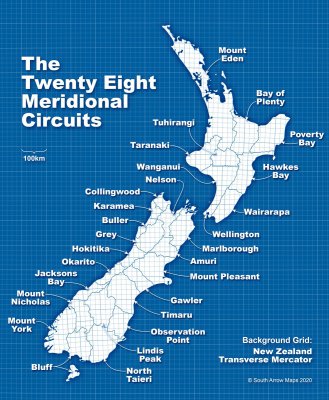 The
Twenty Eight
Meridional
Circuits
100km
Mount
Eden
Bay of
Plenty
Tuhirangi
Poverty
Bay
Taranaki
Hawkes
Bay
Wanganui
Nelson
Collingwood
Wairarapa
Karamea
Buller
Wellington
Grey
Marlborough
Hokitika
Amuri
Okarito
Mount Pleasant
Jacksons
Bay
Gawler
Mount
Nicholas
Timaru
Mount
York
Observation
Point
Lindis
Peak
Bluff
North
Taieri
Background Grid:
New Zealand
Transverse Mercator
© South Arrow Maps 2020